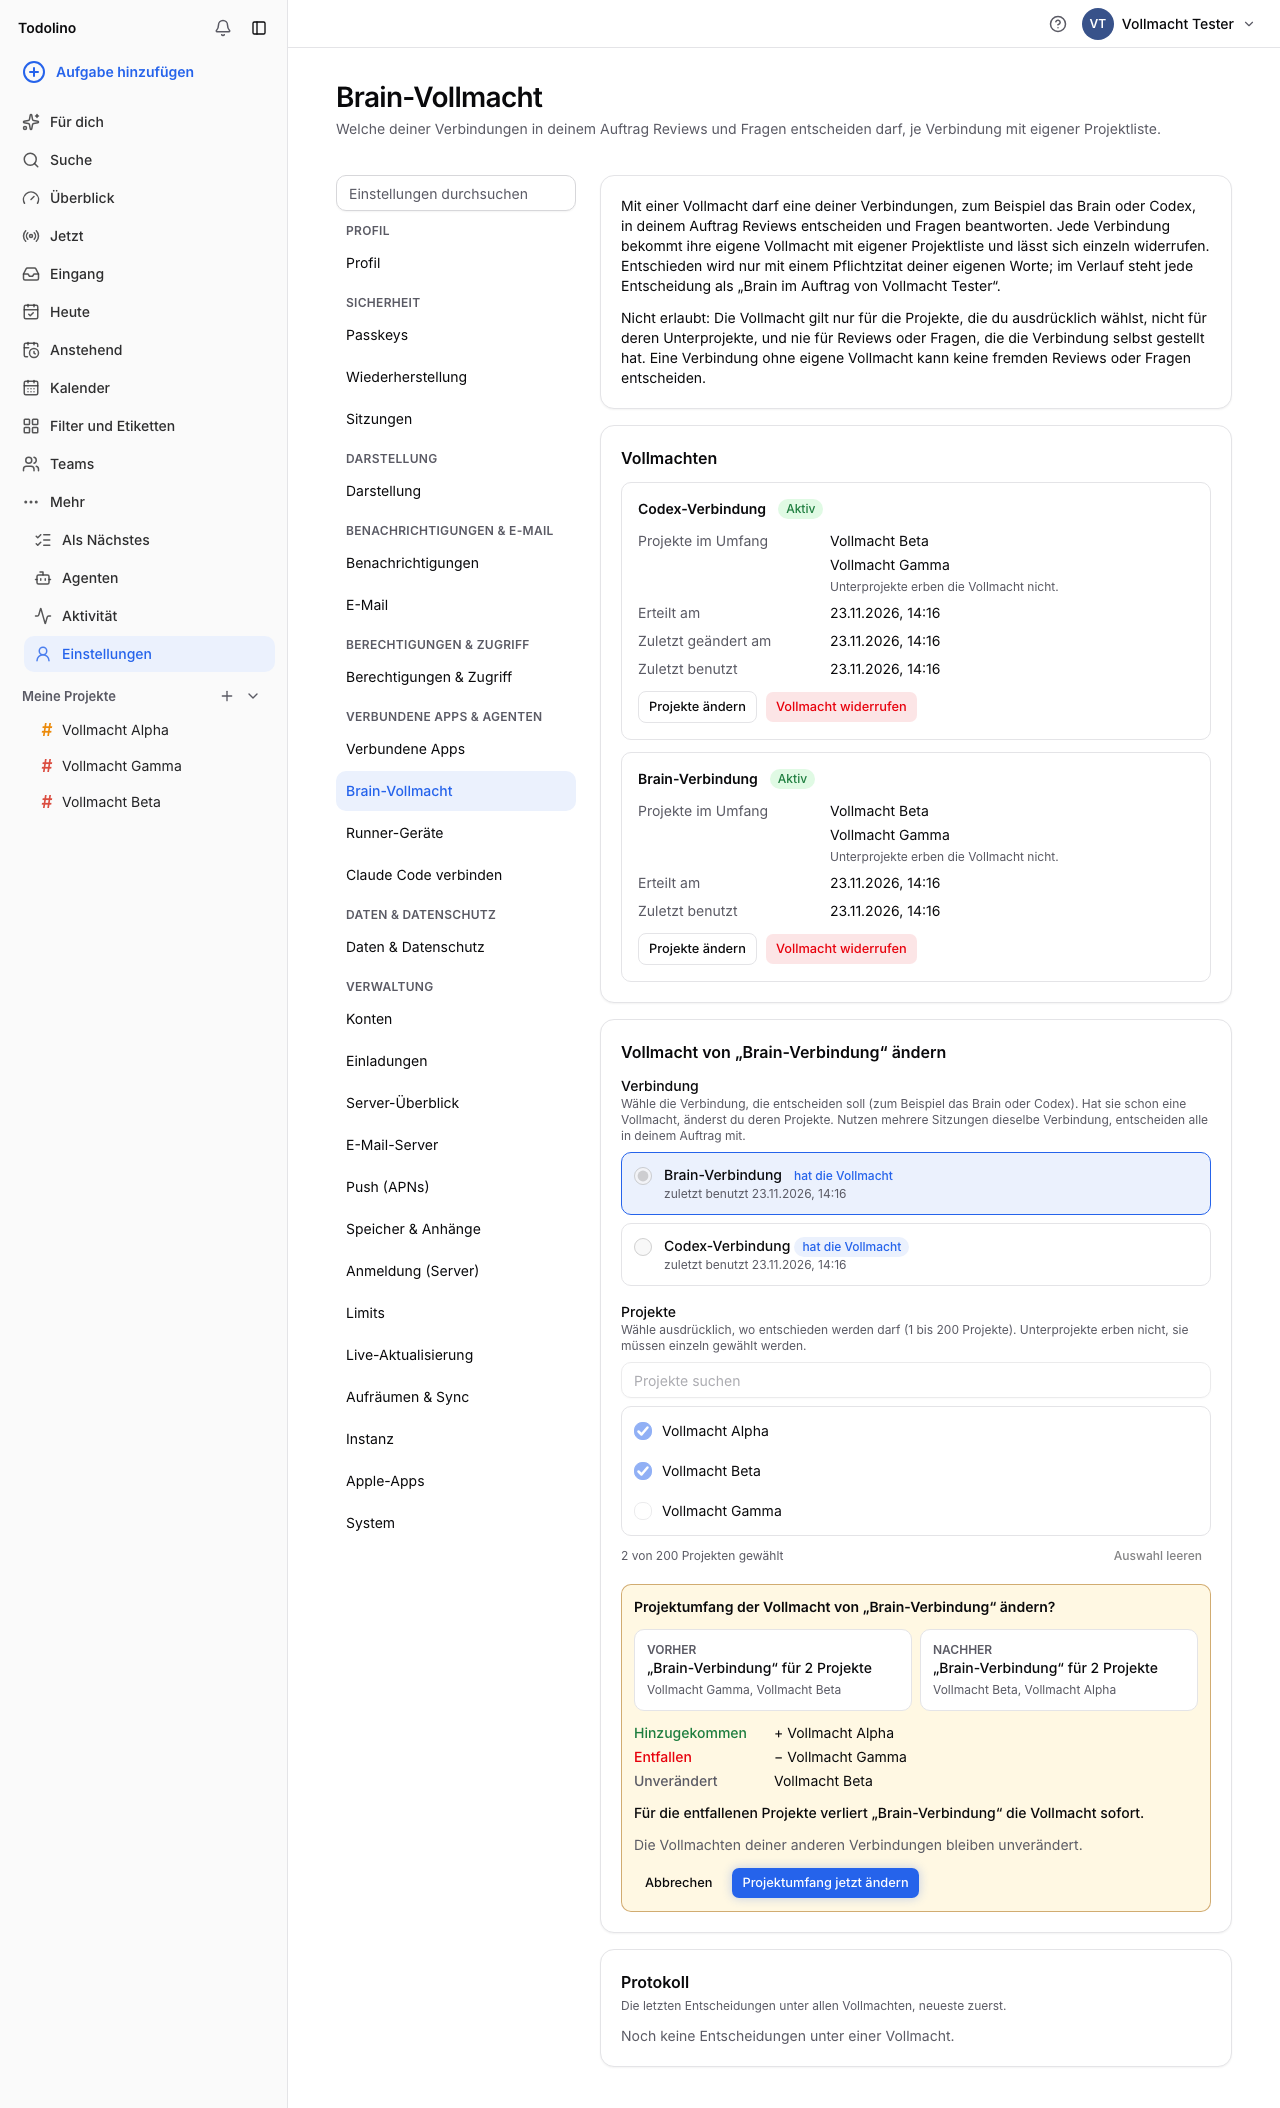 Todolino
Aufgabe hinzufügen
Für dich
Suche
Überblick
Jetzt
Eingang
Heute
Anstehend
Kalender
Filter und Etiketten
Teams
Mehr
Als Nächstes
Agenten
Aktivität
Einstellungen
Meine Projekte
# Vollmacht Alpha
# Vollmacht Gamma
# Vollmacht Beta
VT Vollmacht Tester
Brain-Vollmacht
Welche deiner Verbindungen in deinem Auftrag Reviews und Fragen entscheiden darf, je Verbindung mit eigener Projektliste.
Einstellungen durchsuchen
PROFIL
Profil
SICHERHEIT
Passkeys
Wiederherstellung
Sitzungen
DARSTELLUNG
Darstellung
BENACHRICHTIGUNGEN & E-MAIL
Benachrichtigungen
E-Mail
BERECHTIGUNGEN & ZUGRIFF
Berechtigungen & Zugriff
VERBUNDENE APPS & AGENTEN
Verbundene Apps
Brain-Vollmacht
Runner-Geräte
Claude Code verbinden
DATEN & DATENSCHUTZ
Daten & Datenschutz
VERWALTUNG
Konten
Einladungen
Server-Überblick
E-Mail-Server
Push (APNs)
Speicher & Anhänge
Anmeldung (Server)
Limits
Live-Aktualisierung
Aufräumen & Sync
Instanz
Apple-Apps
System
Mit einer Vollmacht darf eine deiner Verbindungen, zum Beispiel das Brain oder Codex,
in deinem Auftrag Reviews entscheiden und Fragen beantworten. Jede Verbindung
bekommt ihre eigene Vollmacht mit eigener Projektliste und lässt sich einzeln widerrufen.
Entschieden wird nur mit einem Pflichtzitat deiner eigenen Worte; im Verlauf steht jede
Entscheidung als „Brain im Auftrag von Vollmacht Tester“.
Nicht erlaubt: Die Vollmacht gilt nur für die Projekte, die du ausdrücklich wählst, nicht für
deren Unterprojekte, und nie für Reviews oder Fragen, die die Verbindung selbst gestellt
hat. Eine Verbindung ohne eigene Vollmacht kann keine fremden Reviews oder Fragen
entscheiden.
Vollmachten
Codex-Verbindung Aktiv
Projekte im Umfang Vollmacht Beta
Vollmacht Gamma
Unterprojekte erben die Vollmacht nicht.
Erteilt am 23.11.2026, 14:16
Zuletzt geändert am 23.11.2026, 14:16
Zuletzt benutzt 23.11.2026, 14:16
Projekte ändern Vollmacht widerrufen
Brain-Verbindung Aktiv
Projekte im Umfang Vollmacht Beta
Vollmacht Gamma
Unterprojekte erben die Vollmacht nicht.
Erteilt am 23.11.2026, 14:16
Zuletzt benutzt 23.11.2026, 14:16
Projekte ändern Vollmacht widerrufen
Vollmacht von „Brain-Verbindung“ ändern
Verbindung
Wähle die Verbindung, die entscheiden soll (zum Beispiel das Brain oder Codex). Hat sie schon eine
Vollmacht, änderst du deren Projekte. Nutzen mehrere Sitzungen dieselbe Verbindung, entscheiden alle
in deinem Auftrag mit.
Brain-Verbindung hat die Vollmacht
zuletzt benutzt 23.11.2026, 14:16
Codex-Verbindung hat die Vollmacht
zuletzt benutzt 23.11.2026, 14:16
Projekte
Wähle ausdrücklich, wo entschieden werden darf (1 bis 200 Projekte). Unterprojekte erben nicht, sie
müssen einzeln gewählt werden.
Projekte suchen
Vollmacht Alpha
Vollmacht Beta
Vollmacht Gamma
2 von 200 Projekten gewählt Auswahl leeren
Projektumfang der Vollmacht von „Brain-Verbindung“ ändern?
VORHER
„Brain-Verbindung“ für 2 Projekte
Vollmacht Gamma, Vollmacht Beta
NACHHER
„Brain-Verbindung“ für 2 Projekte
Vollmacht Beta, Vollmacht Alpha
Hinzugekommen + Vollmacht Alpha
Entfallen − Vollmacht Gamma
Unverändert Vollmacht Beta
Für die entfallenen Projekte verliert „Brain-Verbindung“ die Vollmacht sofort.
Die Vollmachten deiner anderen Verbindungen bleiben unverändert.
Abbrechen Projektumfang jetzt ändern
Protokoll
Die letzten Entscheidungen unter allen Vollmachten, neueste zuerst.
Noch keine Entscheidungen unter einer Vollmacht.